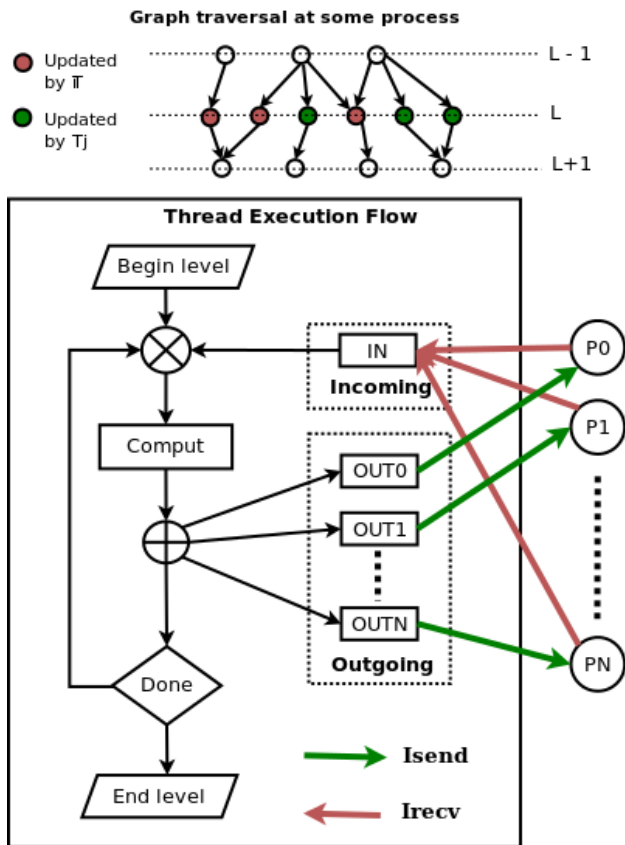 Graph traversal at some process
Updated
by Ti
L - 1
Updated
by Tj
L
L+1
Thread Execution Flow
Begin level
IN
Incoming
P0
P1
Comput
OUT0
OUT1
OUTN
Outgoing
PN
Done
Isend
End level
Irecv